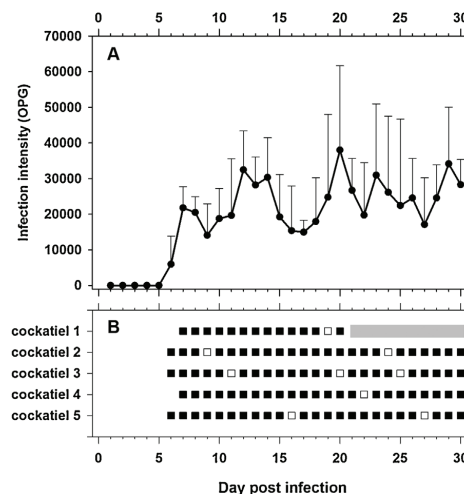 0 5 10 15 20 25 30
70000
A
60000
50000
40000
30000
20000
10000
0
Infection intensity (OPG)
B
cockatiel 1
cockatiel 2
cockatiel 3
cockatiel 4
cockatiel 5
0 5 10 15 20 25 30
Day post infection